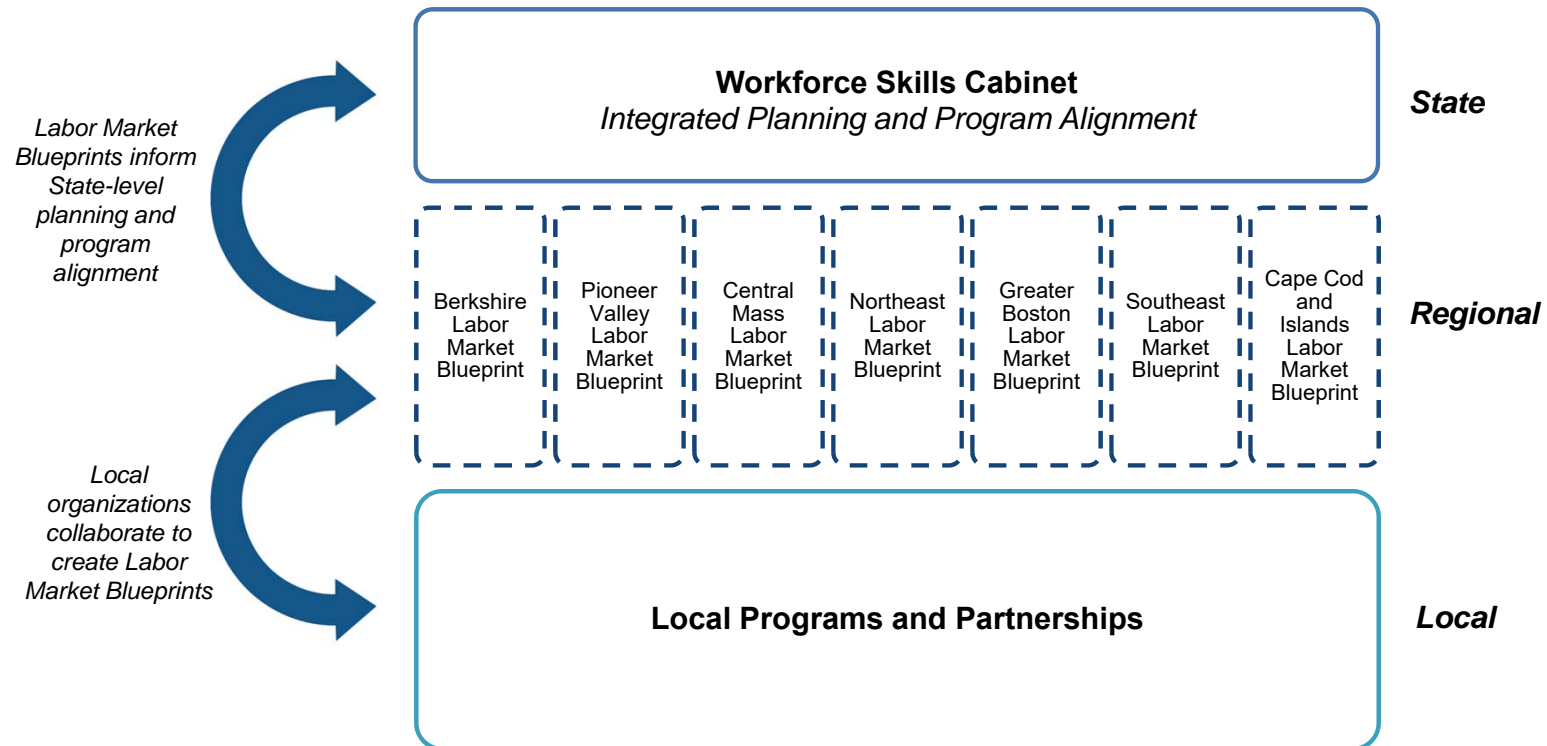 Workforce Skills Cabinet
Integrated Planning and Program Alignment
State
Labor Market
Blueprints inform
State-level
planning and
program
alignment
Berkshire
Labor
Market
Blueprint
Pioneer
Valley
Labor
Market
Blueprint
Central
Mass
Labor
Market
Blueprint
Northeast
Labor
Market
Blueprint
Greater
Boston
Labor
Market
Blueprint
Southeast
Labor
Market
Blueprint
Cape Cod
and
Islands
Labor
Market
Blueprint
Regional
Local
organizations
collaborate to
create Labor
Market Blueprints
Local Programs and Partnerships
Local